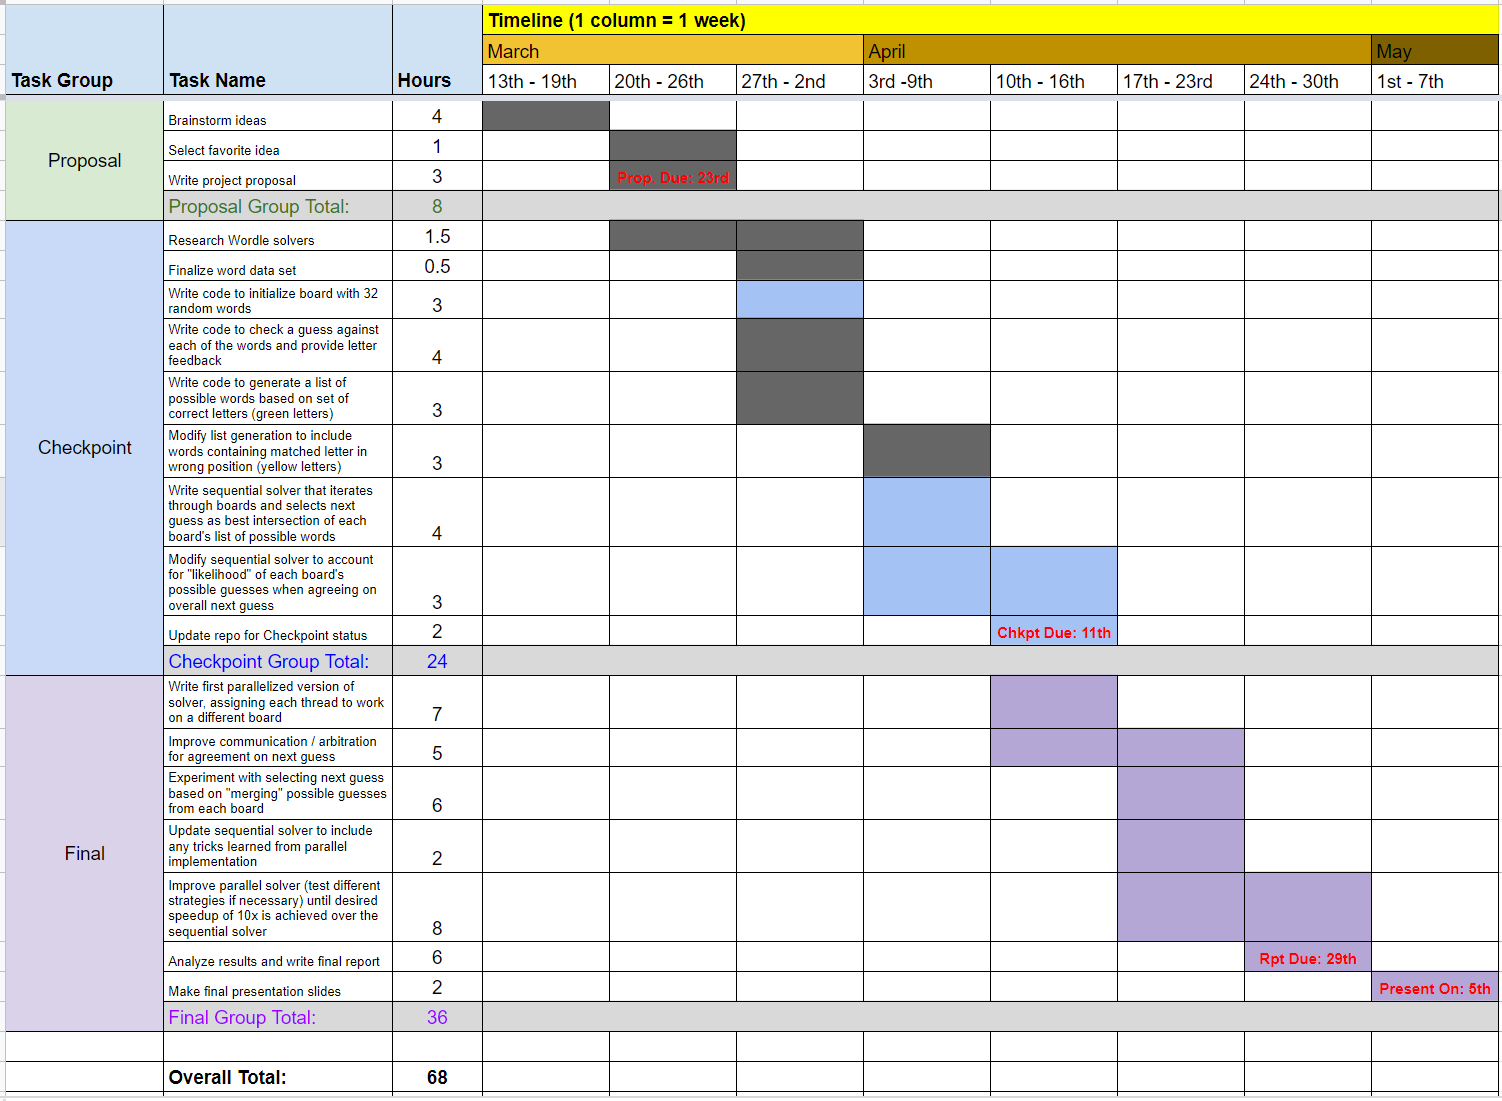 Timeline (1 column = 1 week)
March April May
Task Group Task Name Hours 13th - 19th 20th - 26th 27th - 2nd 3rd -9th 10th - 16th 17th - 23rd 24th - 30th 1st - 7th
Proposal
Brainstorm ideas 4
Select favorite idea 1
Write project proposal 3 Prop. Due: 23rd
Proposal Group Total: 8
Checkpoint
Research Wordle solvers 1.5
Finalize word data set 0.5
Write code to initialize board with 32
random words 3
Write code to check a guess against
each of the words and provide letter
feedback 4
Write code to generate a list of
possible words based on set of
correct letters (green letters) 3
Modify list generation to include
words containing matched letter in
wrong position (yellow letters) 3
Write sequential solver that iterates
through boards and selects next
guess as best intersection of each
board's list of possible words 4
Modify sequential solver to account
for "likelihood" of each board's
possible guesses when agreeing on
overall next guess 3
Update repo for Checkpoint status 2 Chkpt Due: 11th
Checkpoint Group Total: 24
Final
Write first parallelized version of
solver, assigning each thread to work
on a different board 7
Improve communication / arbitration
for agreement on next guess 5
Experiment with selecting next guess
based on "merging" possible guesses
from each board 6
Update sequential solver to include
any tricks learned from parallel
implementation 2
Improve parallel solver (test different
strategies if necessary) until desired
speedup of 10x is achieved over the
sequential solver 8
Analyze results and write final report 6 Rpt Due: 29th
Make final presentation slides 2 Present On: 5th
Final Group Total: 36
Overall Total: 68